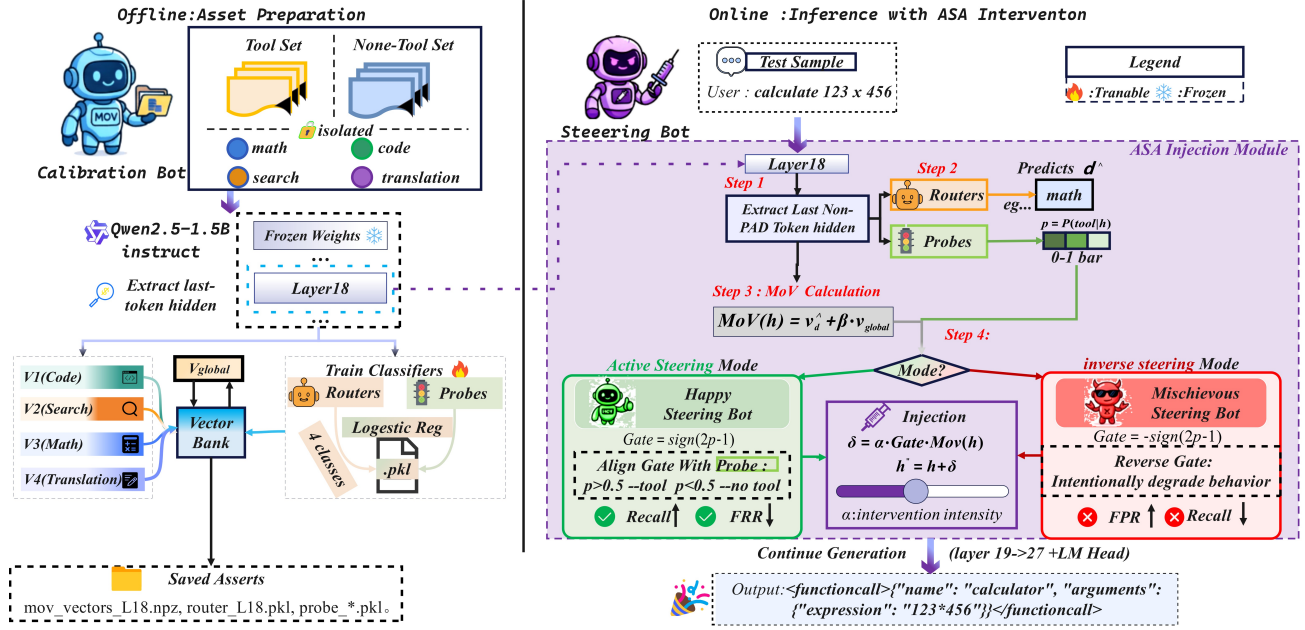 Offline:Asset Preparation
MOV
Calibration Bot
Tool Set
None-Tool Set
isolated
math
code
search
translation
Qwen2.5-1.5B
instruct
Frozen Weights
...
Extract last-
token hidden
Layer18
...
V1(Code)
V2(Search)
V3(Math)
V4(Translation)
Vglobal
Vector
Bank
Train Classifiers
Routers
Probes
Logestic Reg
4 classes
.pkl
Saved Asserts
mov_vectors_L18.npz, router_L18.pkl, probe_*.pkl。
Online :Inference with ASA Interventon
Steeering Bot
Test Sample
User : calculate 123 x 456
Legend
:Tranable
:Frozen
ASA Injection Module
Layer18
Step 1
Extract Last Non-
PAD Token hidden
Step 2
Routers
Probes
Predicts d^
eg...
math
p = P(tool|h)
0-1 bar
Step 3 : MoV Calculation
MoV(h) = v_d^ + β·v_global
Step 4:
Mode?
Active Steering Mode
Happy
Steering Bot
Gate = sign(2p-1)
Align Gate With Probe :
p>0.5 --tool p<0.5 --no tool
Recall↑
FRR↓
Injection
δ = α·Gate·Mov(h)
h* = h+δ
α:intervention intensity
inverse steering Mode
Mischievous
Steering Bot
Gate = -sign(2p-1)
Reverse Gate:
Intentionally degrade behavior
FPR ↑
Recall ↓
Continue Generation
(layer 19->27 +LM Head)
Output:<functioncall>{"name": "calculator", "arguments":
{"expression": "123*456"}}</functioncall>